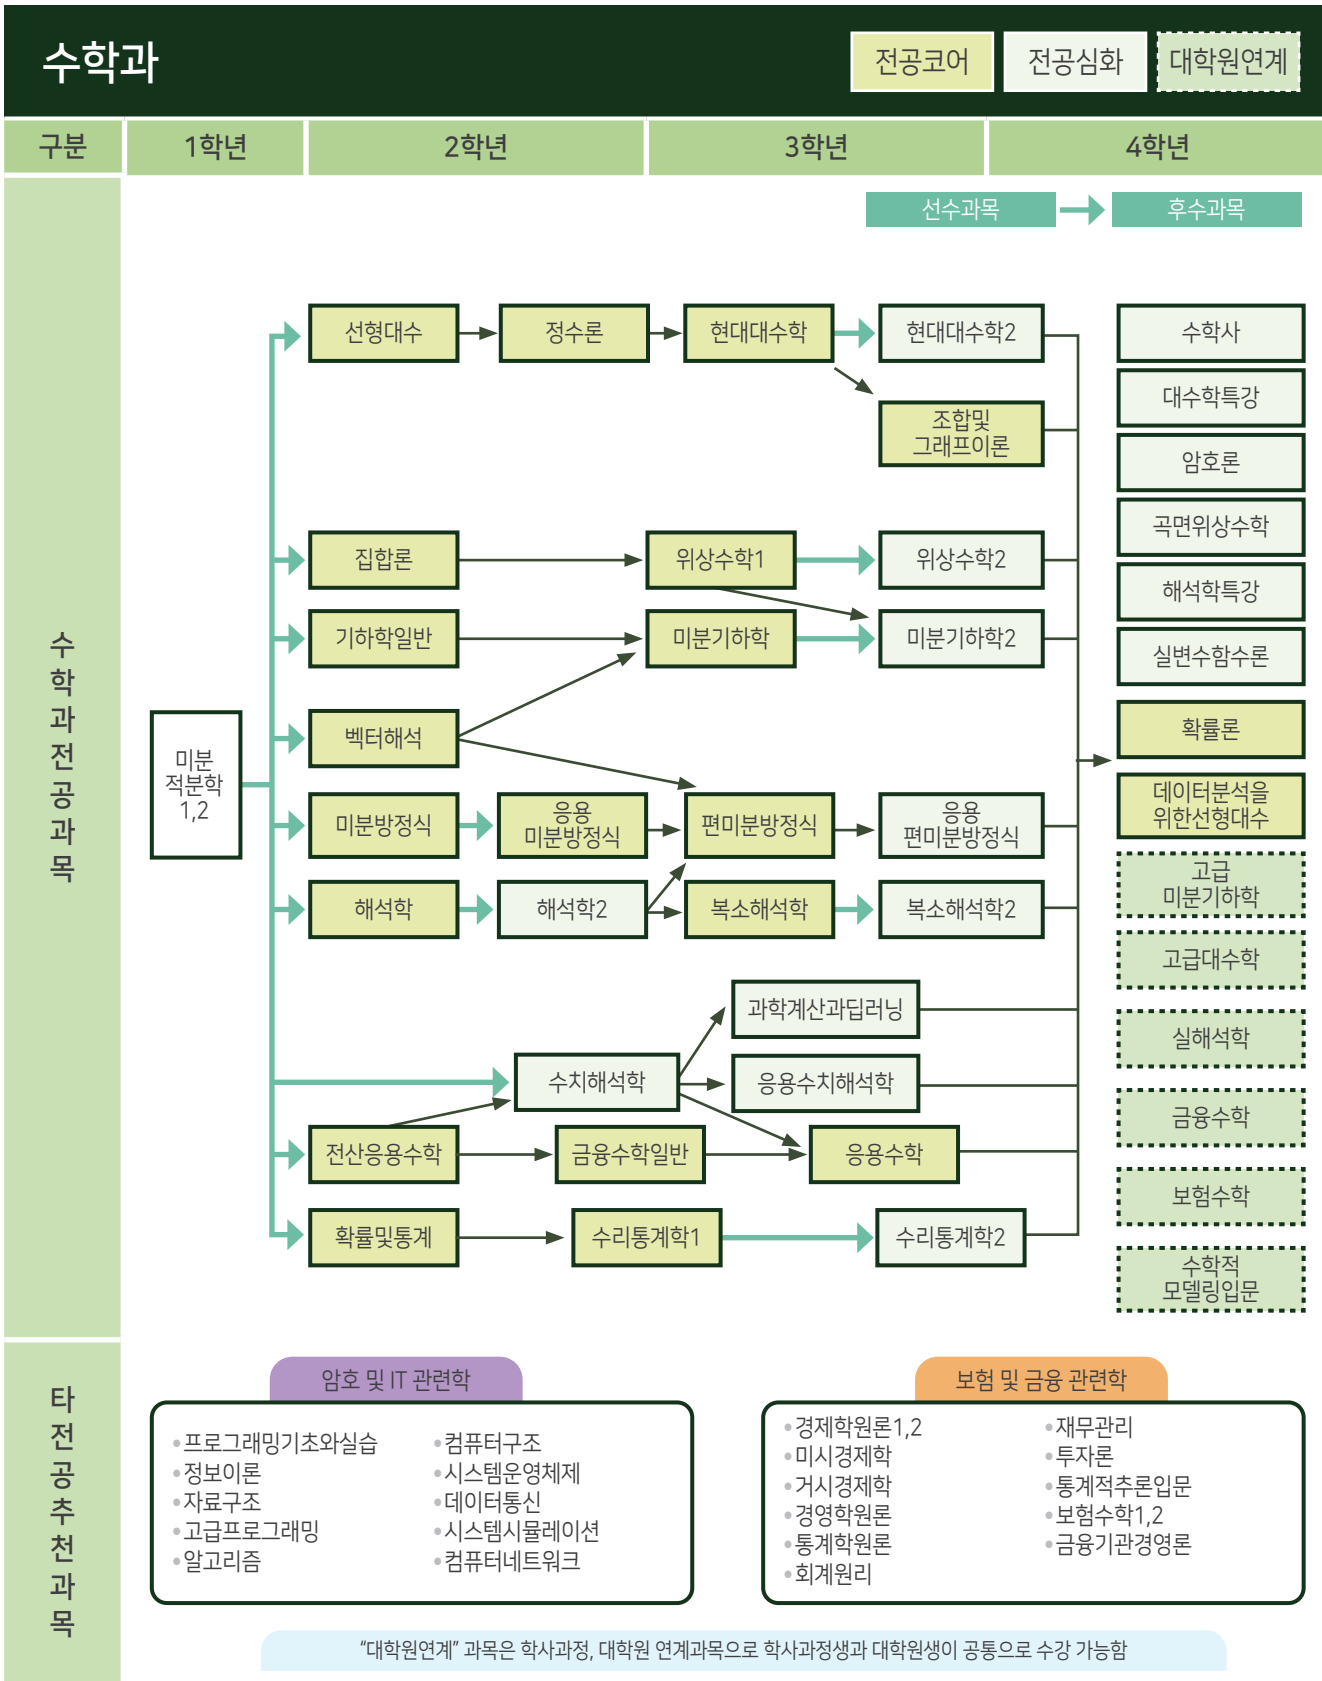 수학과
전공코어
전공심화
대학원연계
구분
1학년
2학년
3학년
4학년
선수과목
후수과목
수학과전공과목
미분
적분학
1,2
선형대수
정수론
현대대수학
현대대수학2
조합및
그래프이론
집합론
위상수학1
위상수학2
기하학일반
미분기하학
미분기하학2
벡터해석
미분방정식
응용
미분방정식
편미분방정식
응용
편미분방정식
해석학
해석학2
복소해석학
복소해석학2
과학계산과딥러닝
수치해석학
응용수치해석학
전산응용수학
금융수학일반
응용수학
확률및통계
수리통계학1
수리통계학2
수학사
대수학특강
암호론
곡면위상수학
해석학특강
실변수함수론
확률론
데이터분석을
위한선형대수
고급
미분기하학
고급대수학
실해석학
금융수학
보험수학
수학적
모델링입문
타전공추천과목
암호 및 IT 관련학
•프로그래밍기초와실습
•정보이론
•자료구조
•고급프로그래밍
•알고리즘
•컴퓨터구조
•시스템운영체제
•데이터통신
•시스템시뮬레이션
•컴퓨터네트워크
보험 및 금융 관련학
•경제학원론1,2
•미시경제학
•거시경제학
•경영학원론
•통계학원론
•회계원리
•재무관리
•투자론
•통계적추론입문
•보험수학1,2
•금융기관경영론
“대학원연계” 과목은 학사과정, 대학원 연계과목으로 학사과정생과 대학원생이 공통으로 수강 가능함